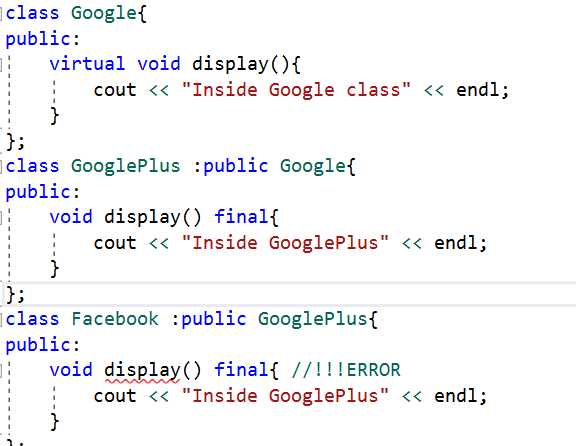 class Google{
public:
    virtual void display(){
        cout << "Inside Google class" << endl;
    }
};
class GooglePlus :public Google{
public:
    void display() final{
        cout << "Inside GooglePlus" << endl;
    }
};
class Facebook :public GooglePlus{
public:
    void display() final{ //!!!ERROR
        cout << "Inside GooglePlus" << endl;
    }
};